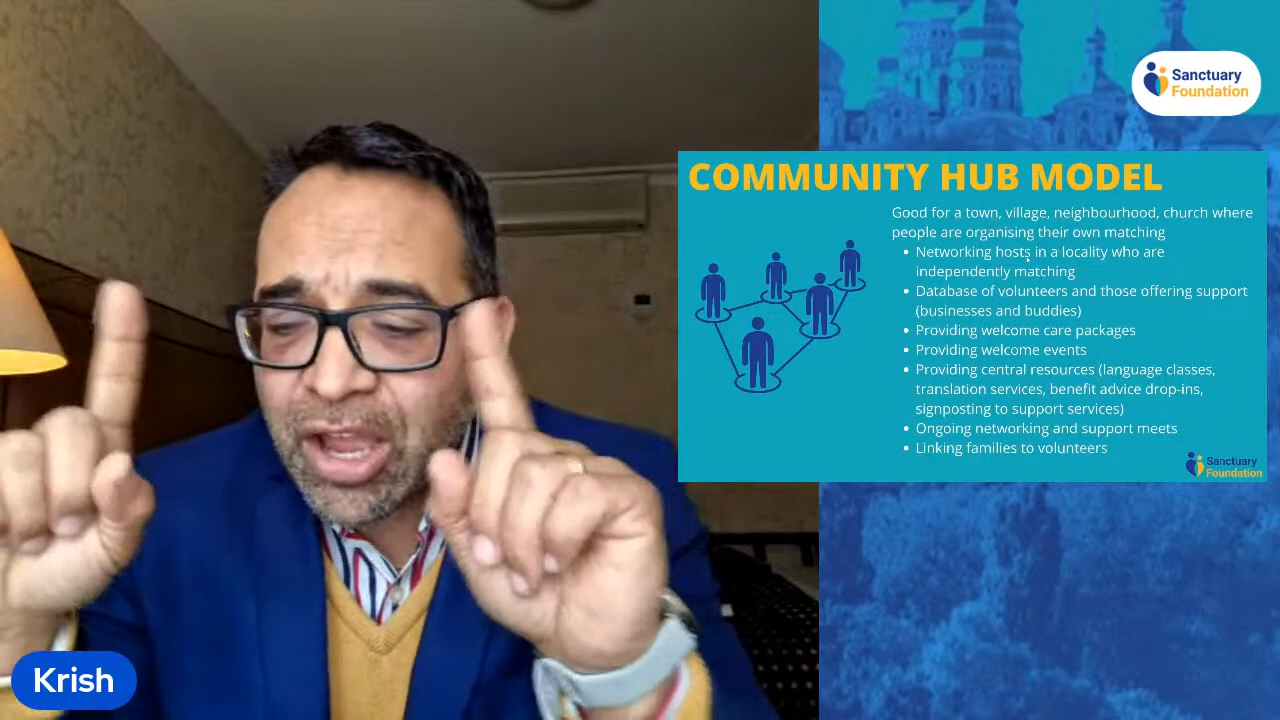 Sanctuary
Foundation
COMMUNITY HUB MODEL
Good for a town, village, neighbourhood, church where
people are organising their own matching
• Networking hosts in a locality who are
independently matching
• Database of volunteers and those offering support
(businesses and buddies)
• Providing welcome care packages
• Providing welcome events
• Providing central resources (language classes,
translation services, benefit advice drop-ins,
signposting to support services)
• Ongoing networking and support meets
• Linking families to volunteers
Sanctuary
Foundation
Krish